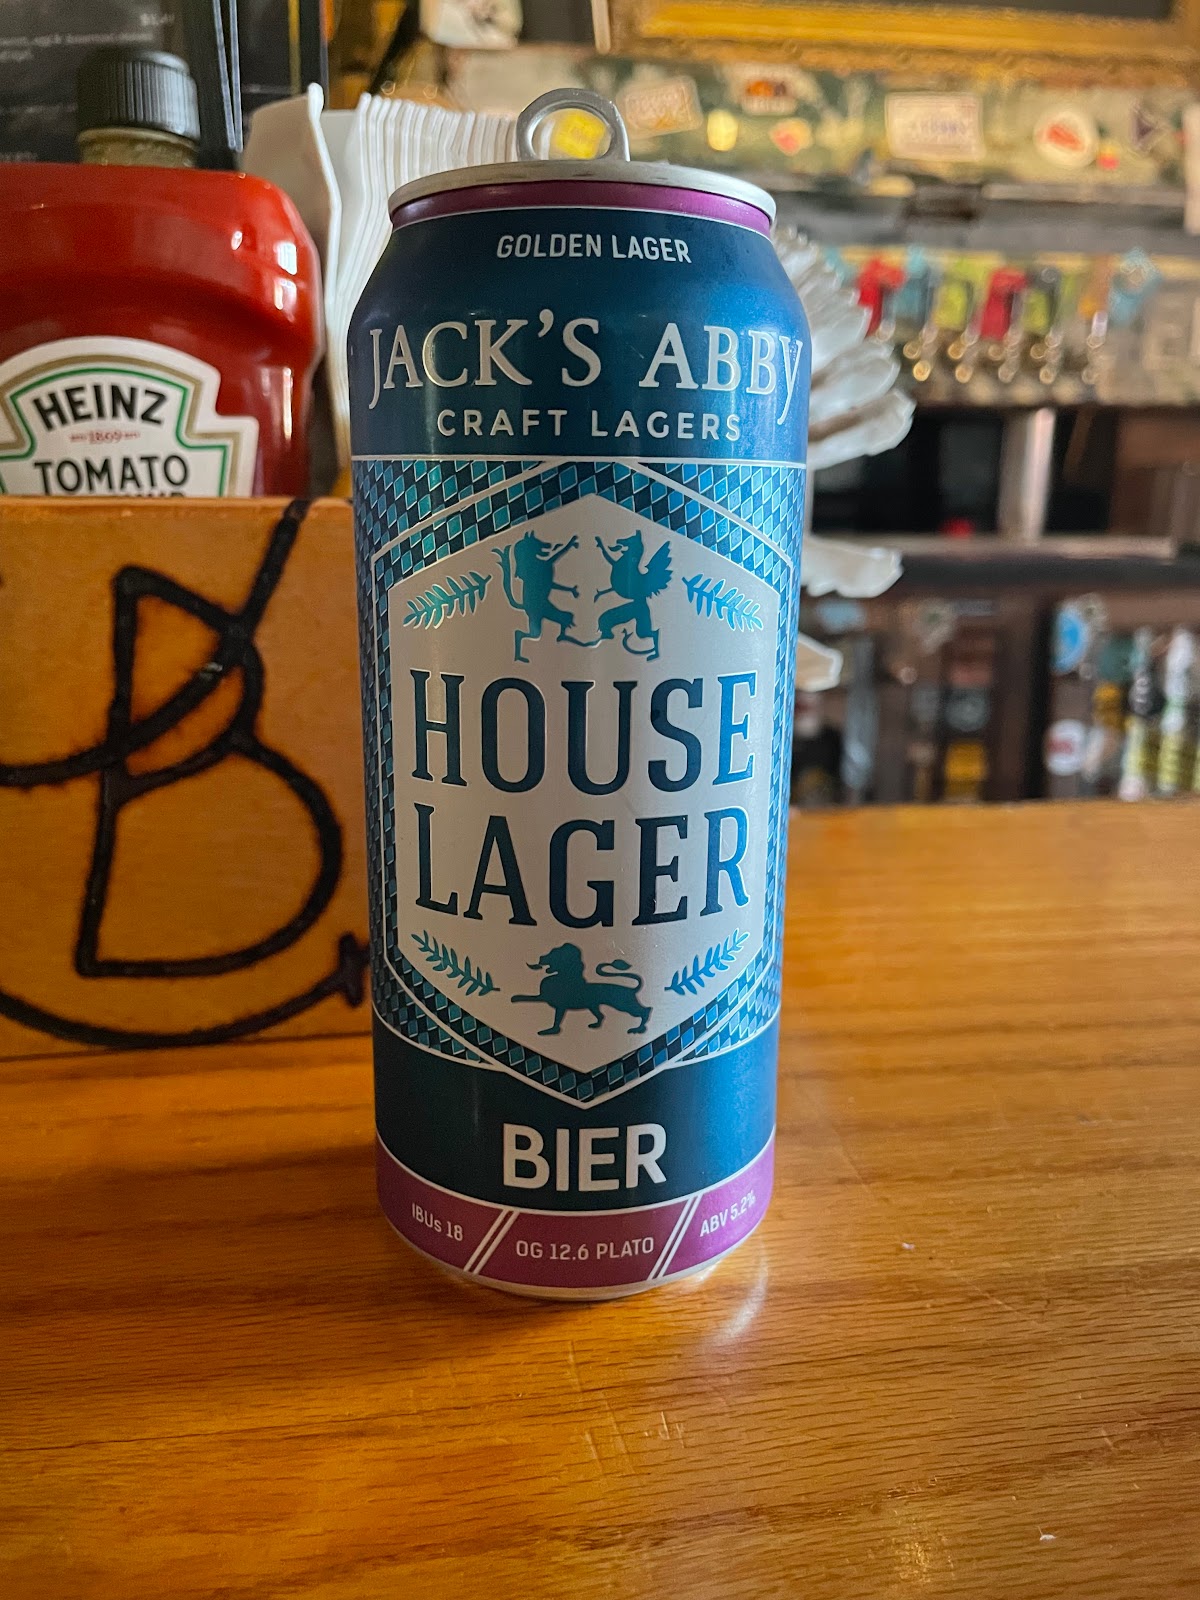 GOLDEN LAGER
JACK'S ABBY
CRAFT LAGERS
HOUSE
LAGER
BIER
IBUs 18
OG 12.6 PLATO
ABV 5.2%
HEINZ
1869
TOMATO